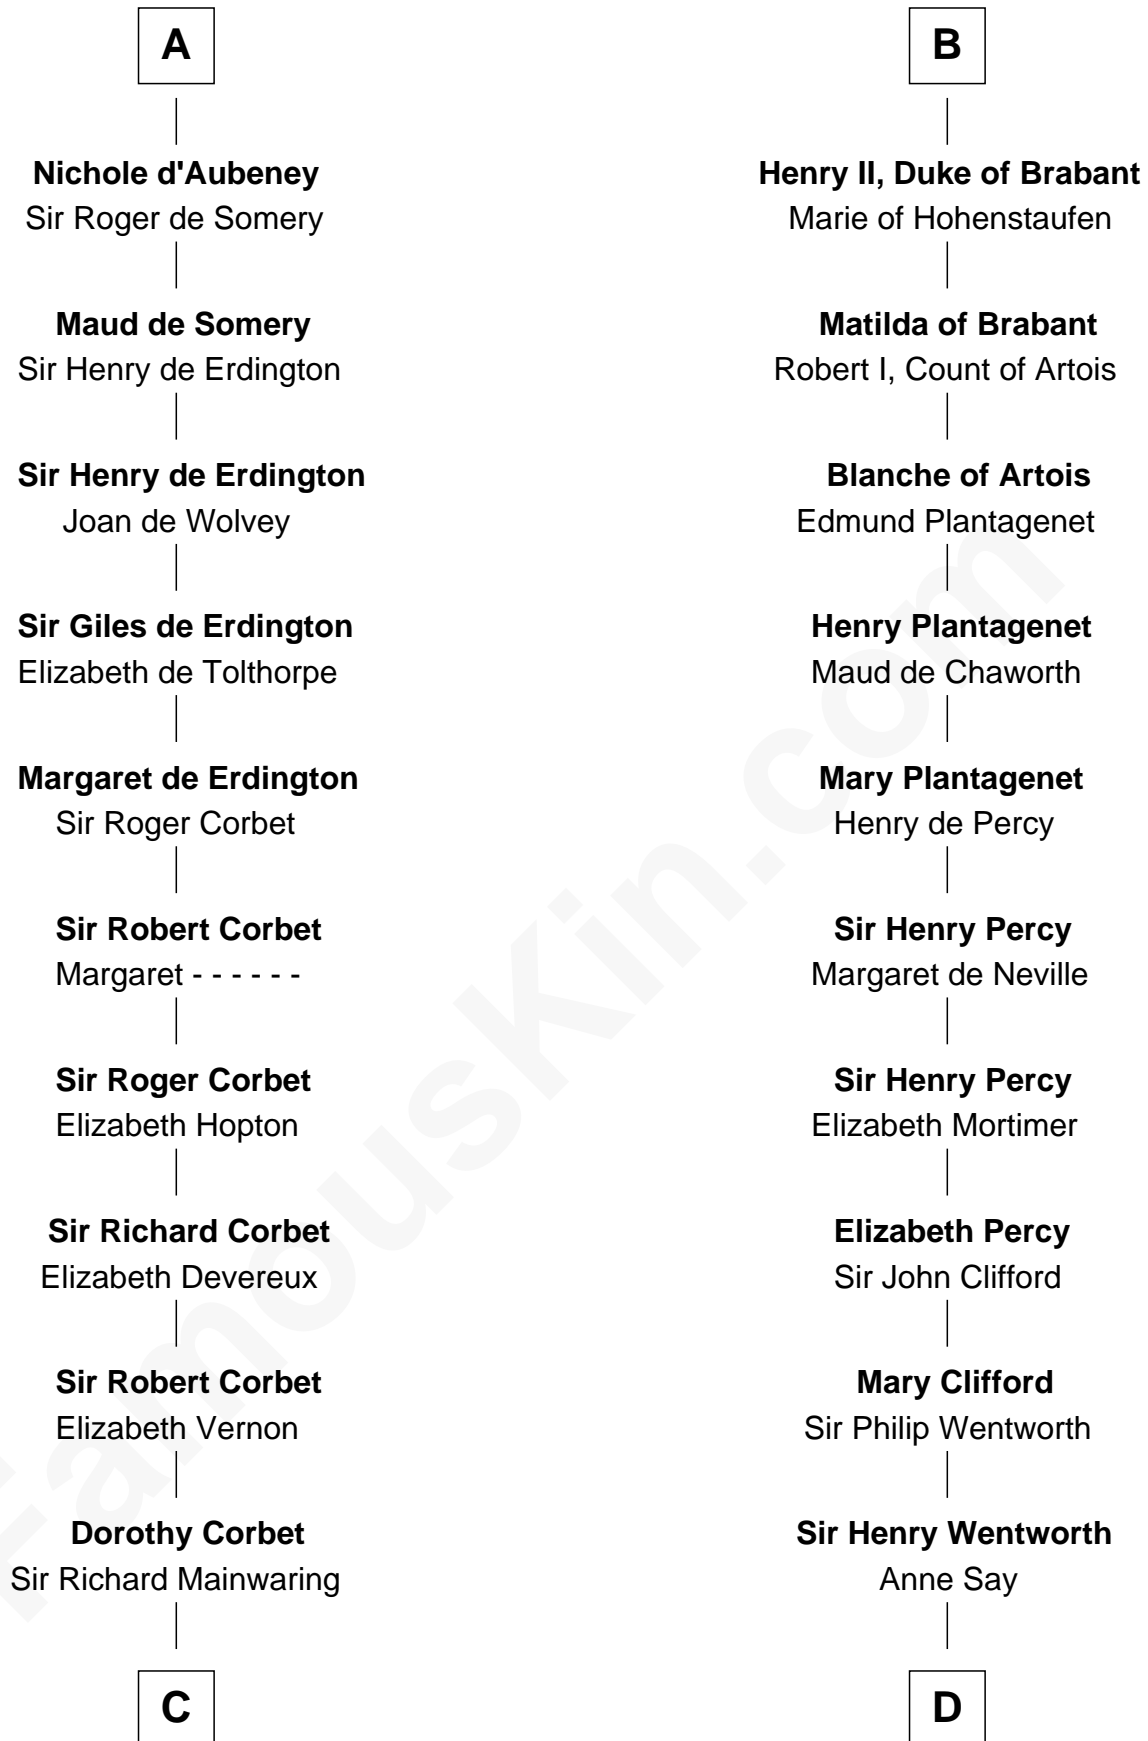 A
Nichole d'Aubeney
Sir Roger de Somery
Maud de Somery
Sir Henry de Erdington
Sir Henry de Erdington
Joan de Wolvey
Sir Giles de Erdington
Elizabeth de Tolthorpe
Margaret de Erdington
Sir Roger Corbet
Sir Robert Corbet
Margaret - - - - - -
Sir Roger Corbet
Elizabeth Hopton
Sir Richard Corbet
Elizabeth Devereux
Sir Robert Corbet
Elizabeth Vernon
Dorothy Corbet
Sir Richard Mainwaring
C
B
Henry II, Duke of Brabant
Marie of Hohenstaufen
Matilda of Brabant
Robert I, Count of Artois
Blanche of Artois
Edmund Plantagenet
Henry Plantagenet
Maud de Chaworth
Mary Plantagenet
Henry de Percy
Sir Henry Percy
Margaret de Neville
Sir Henry Percy
Elizabeth Mortimer
Elizabeth Percy
Sir John Clifford
Mary Clifford
Sir Philip Wentworth
Sir Henry Wentworth
Anne Say
D
FamousKin.com